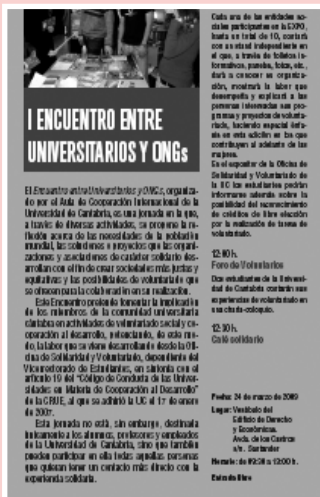 I ENCUENTRO ENTRE
UNIVERSITARIOS Y ONGs
El Encuentro entre Universitarios y ONGs, organiza-
do por el Aula de Cooperación Internacional de la
Universidad de Cantabria, es una jornada en la que,
a través de diversas actividades, se propone la re-
flexión acerca de las necesidades de la población
mundial, las soluciones o proyectos que las organi-
zaciones y asociaciones de carácter solidario des-
arrollan con el fin de crear sociedades más justas y
equitativas y las posibilidades de voluntariado que
se ofrecen para la colaboración en su realización.
Este Encuentro pretende fomentar la implicación
de los miembros de la comunidad universitaria
cántabra en actividades de voluntariado social y co-
operación al desarrollo, potenciando, de este mo-
do, la labor que se viene desarrollando desde la Ofi-
cina de Solidaridad y Voluntariado, dependiente del
Vicerrectorado de Estudiantes, en sintonía con el
artículo 19 del "Código de Conducta de las Univer-
sidades en Materia de Cooperación al Desarrollo"
de la CRUE, al que se adhirió la UC el 17 de enero
de 2007.
Esta jornada no está, sin embargo, destinada
únicamente a los alumnos, profesores y empleados
de la Universidad de Cantabria, sino que también
pueden participar en ella todas aquellas personas
que quieran tener un contacto más directo con la
experiencia solidaria.
Cada una de las entidades so-
ciales participantes en la EXPO,
hasta un total de 10, contará
con un stand independiente en
el que, a través de folletos in-
formativos, paneles, fotos, etc.,
dará a conocer su organiza-
ción, mostrará la labor que
desempeña y explicará a las
personas interesadas sus pro-
gramas y proyectos de volunta-
riado, haciendo especial énfa-
sis en esta edición en los que
contribuyen al adelanto de las
mujeres.
En el expositor de la Oficina de
Solidaridad y Voluntariado de
la UC los estudiantes podrán
informarse además sobre la
posibilidad del reconocimiento
de créditos de libre elección
por la realización de tareas de
voluntariado.
12:00 h.
Foro de Voluntarios
Dos estudiantes de la Universi-
dad de Cantabria contarán sus
experiencias de voluntariado en
una charla-coloquio.
12:30 h.
Café solidario
Fecha: 24 de marzo de 2009
Lugar: Vestíbulo del
Edificio de Derecho
y Económicas.
Avda. de los Castros
s/n. Santander
Horario: de 09:30 a 13:00 h.
Entrada libre